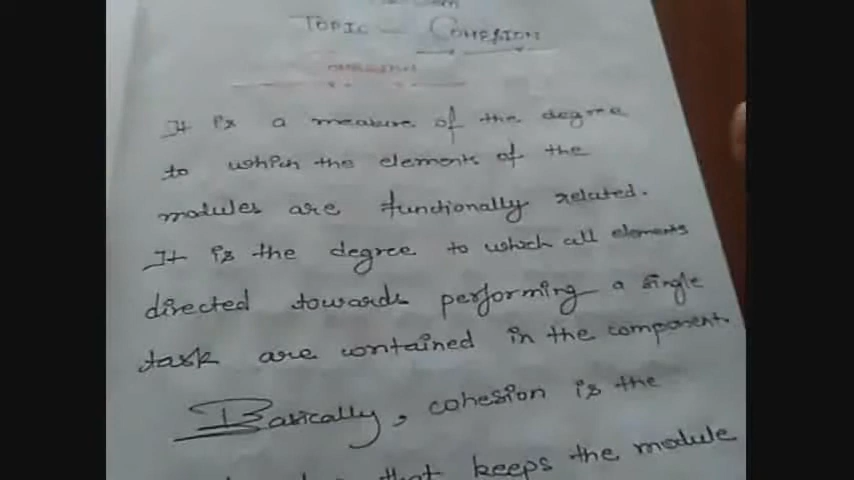 TOPIC - COHESION
It is a measure of the degree
to which the elements of the
modules are functionally related.
It is the degree to which all elements
directed towards performing a single
task are contained in the component.
Basically, cohesion is the
that keeps the module